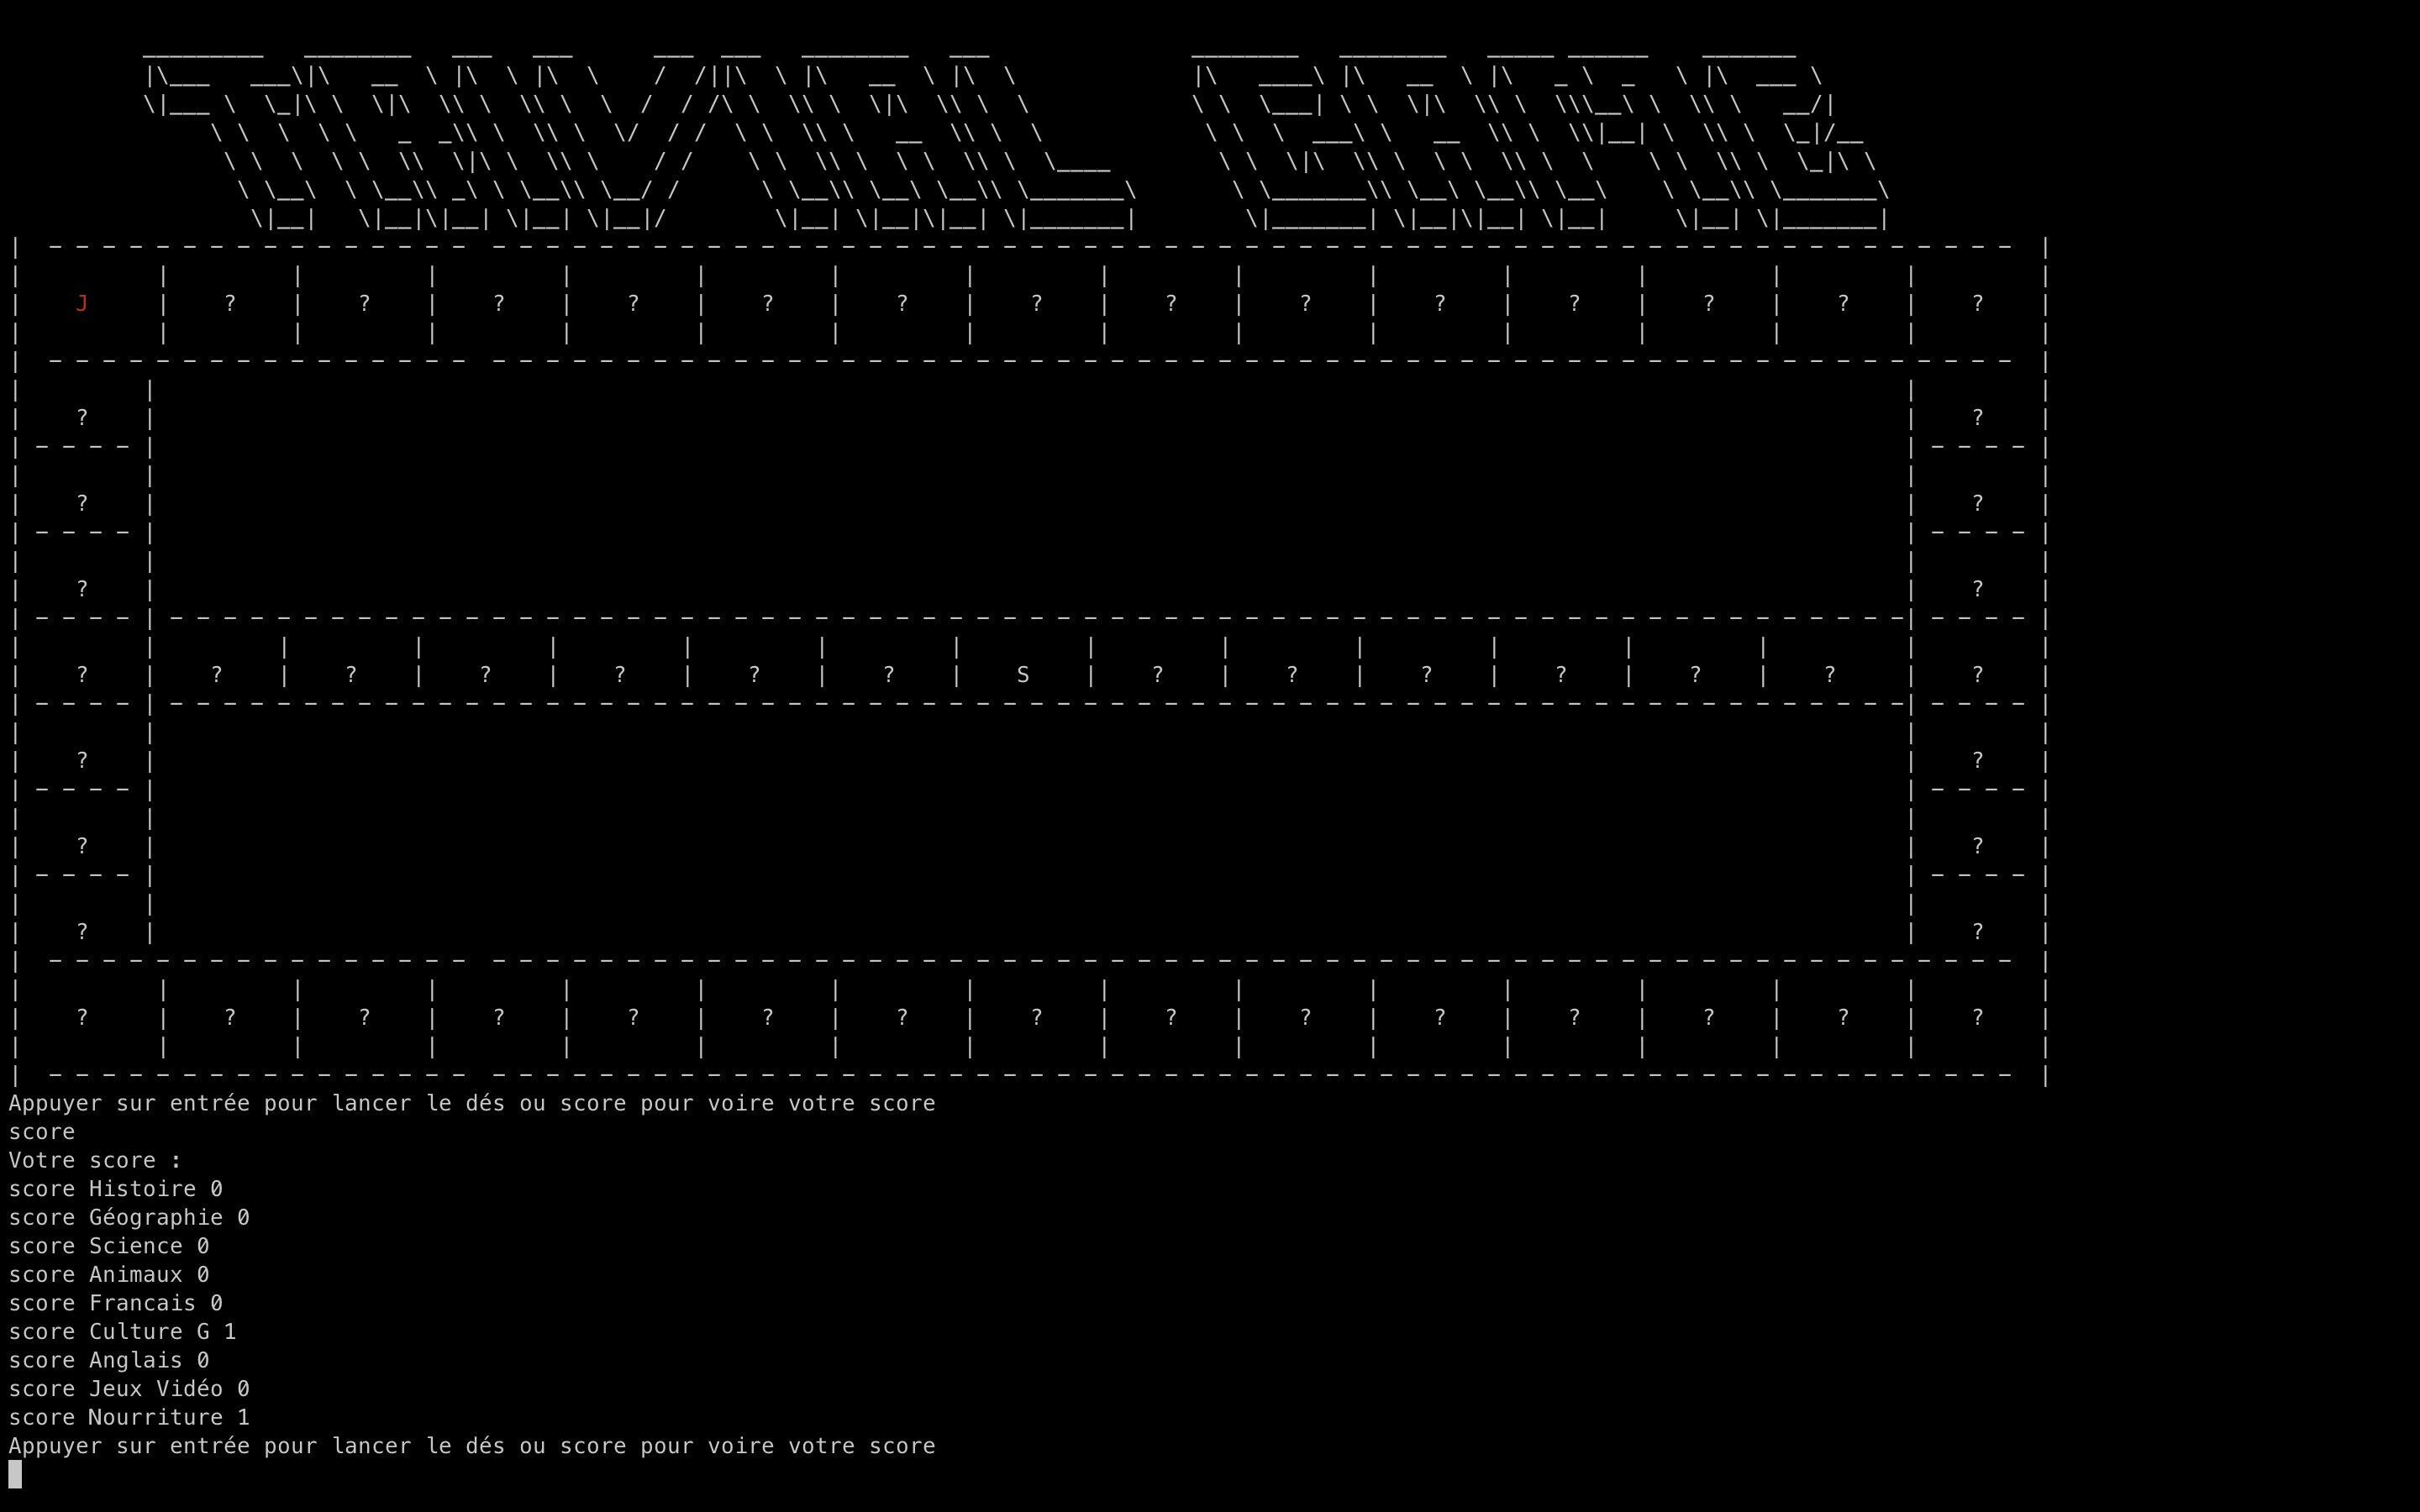 TRIVIAL GAME
J ? ? ? ? ? ? ? ? ? ? ? ? ? ?
? ?
? ?
? ?
? ? ? ? ? ? ? S ? ? ? ? ? ? ?
? ?
? ?
? ?
? ? ? ? ? ? ? ? ? ? ? ? ? ? ?
Appuyer sur entrée pour lancer le dés ou score pour voire votre score
score
Votre score :
score Histoire 0
score Géographie 0
score Science 0
score Animaux 0
score Francais 0
score Culture G 1
score Anglais 0
score Jeux Vidéo 0
score Nourriture 1
Appuyer sur entrée pour lancer le dés ou score pour voire votre score